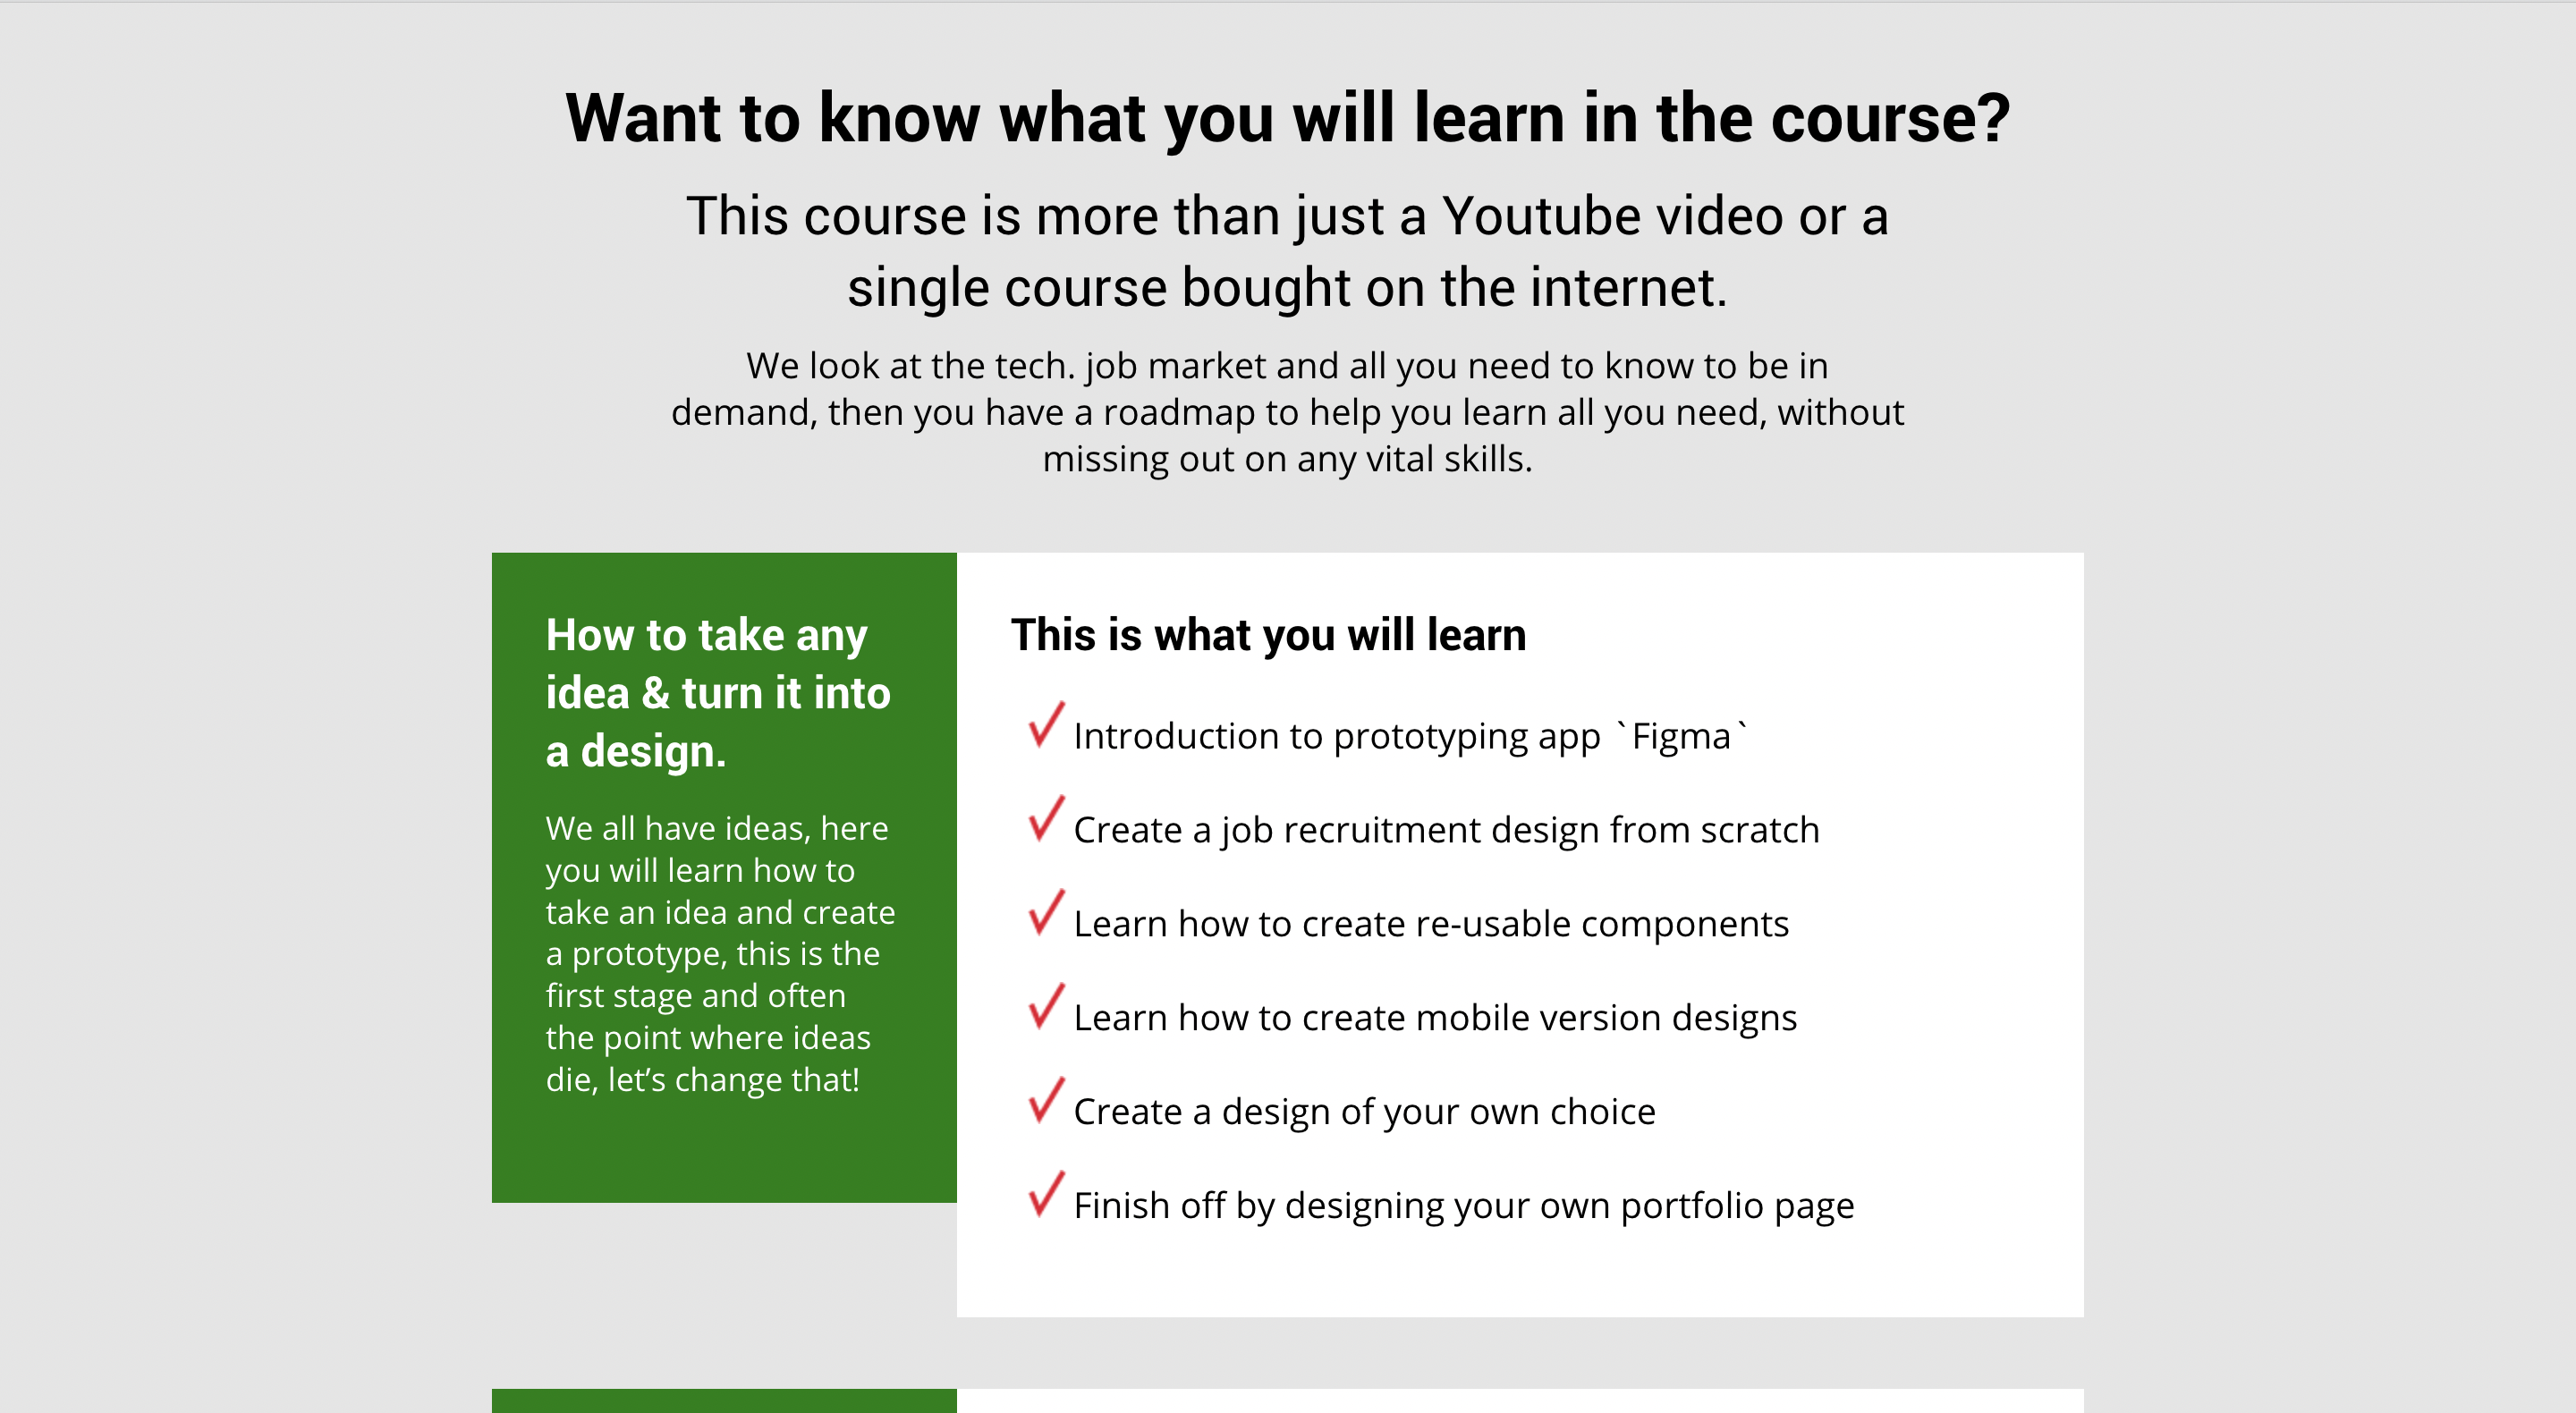 Want to know what you will learn in the course?
This course is more than just a Youtube video or a
single course bought on the internet.
We look at the tech. job market and all you need to know to be in
demand, then you have a roadmap to help you learn all you need, without
missing out on any vital skills.
How to take any
idea & turn it into
a design.
We all have ideas, here
you will learn how to
take an idea and create
a prototype, this is the
first stage and often
the point where ideas
die, let’s change that!
This is what you will learn
Introduction to prototyping app `Figma`
Create a job recruitment design from scratch
Learn how to create re-usable components
Learn how to create mobile version designs
Create a design of your own choice
Finish off by designing your own portfolio page